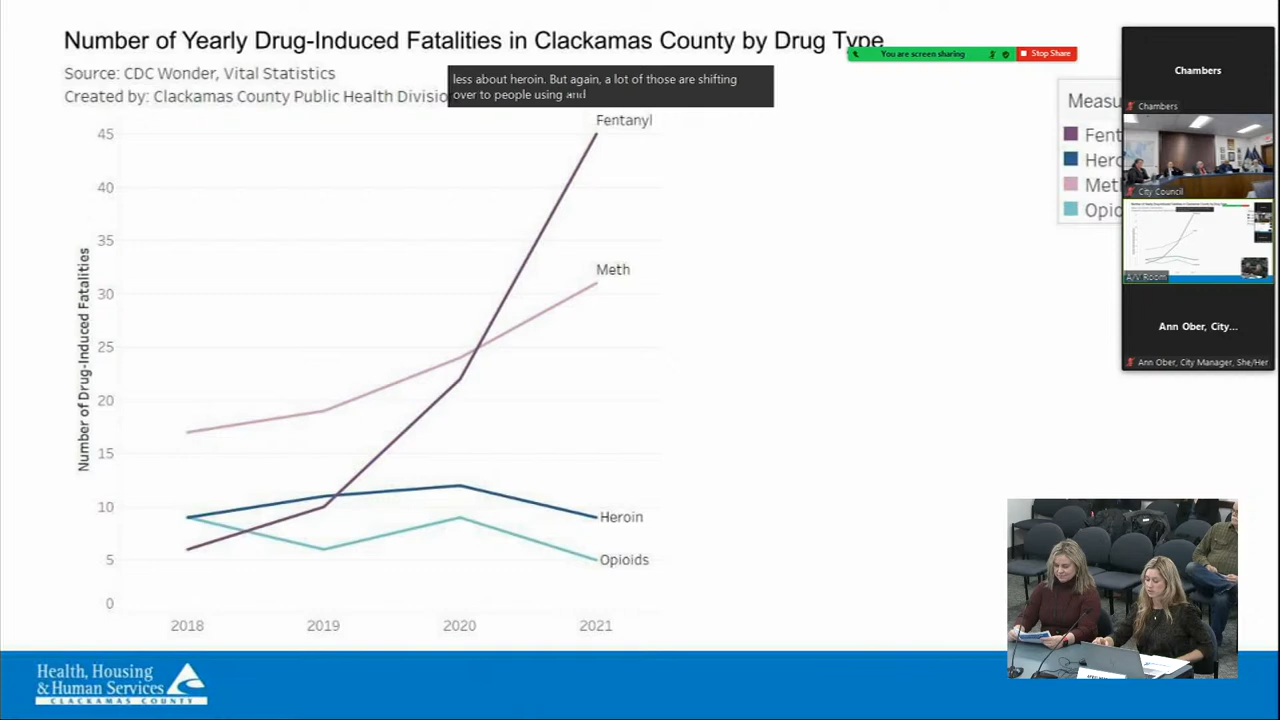 Number of Yearly Drug-Induced Fatalities in Clackamas County by Drug Type
Source: CDC Wonder, Vital Statistics
Created by: Clackamas County Public Health Divisio
You are screen sharing
Stop Share
less about heroin. But again, a lot of those are shifting
over to people using and
Measu
Fent
Hero
Met
Opio
Number of Drug-Induced Fatalities
45
40
35
30
25
20
15
10
5
0
Fentanyl
Meth
Heroin
Opioids
2018
2019
2020
2021
Chambers
Chambers
City Council
A/V Room
Ann Ober, City...
Ann Ober, City Manager, She/Her
Health, Housing
& Human Services
CLACKAMAS COUNTY